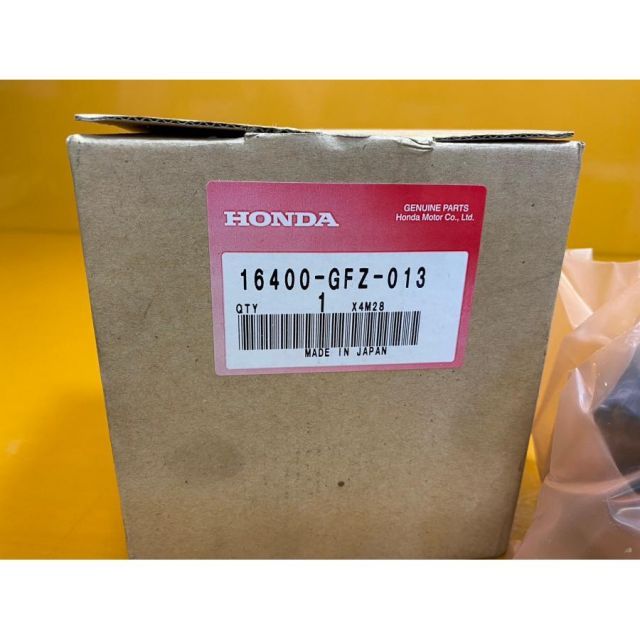 HONDA
GENUINE PARTS
Honda Motor Co., Ltd.
16400-GFZ-013
QTY 1 X4M28
MADE IN JAPAN